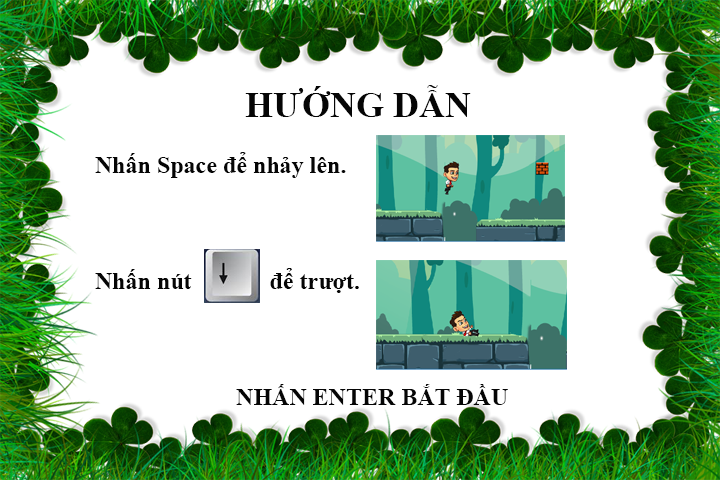 HƯỚNG DẪN
Nhấn Space để nhảy lên.
Nhấn nút ↓ để trượt.
NHẤN ENTER BẮT ĐẦU